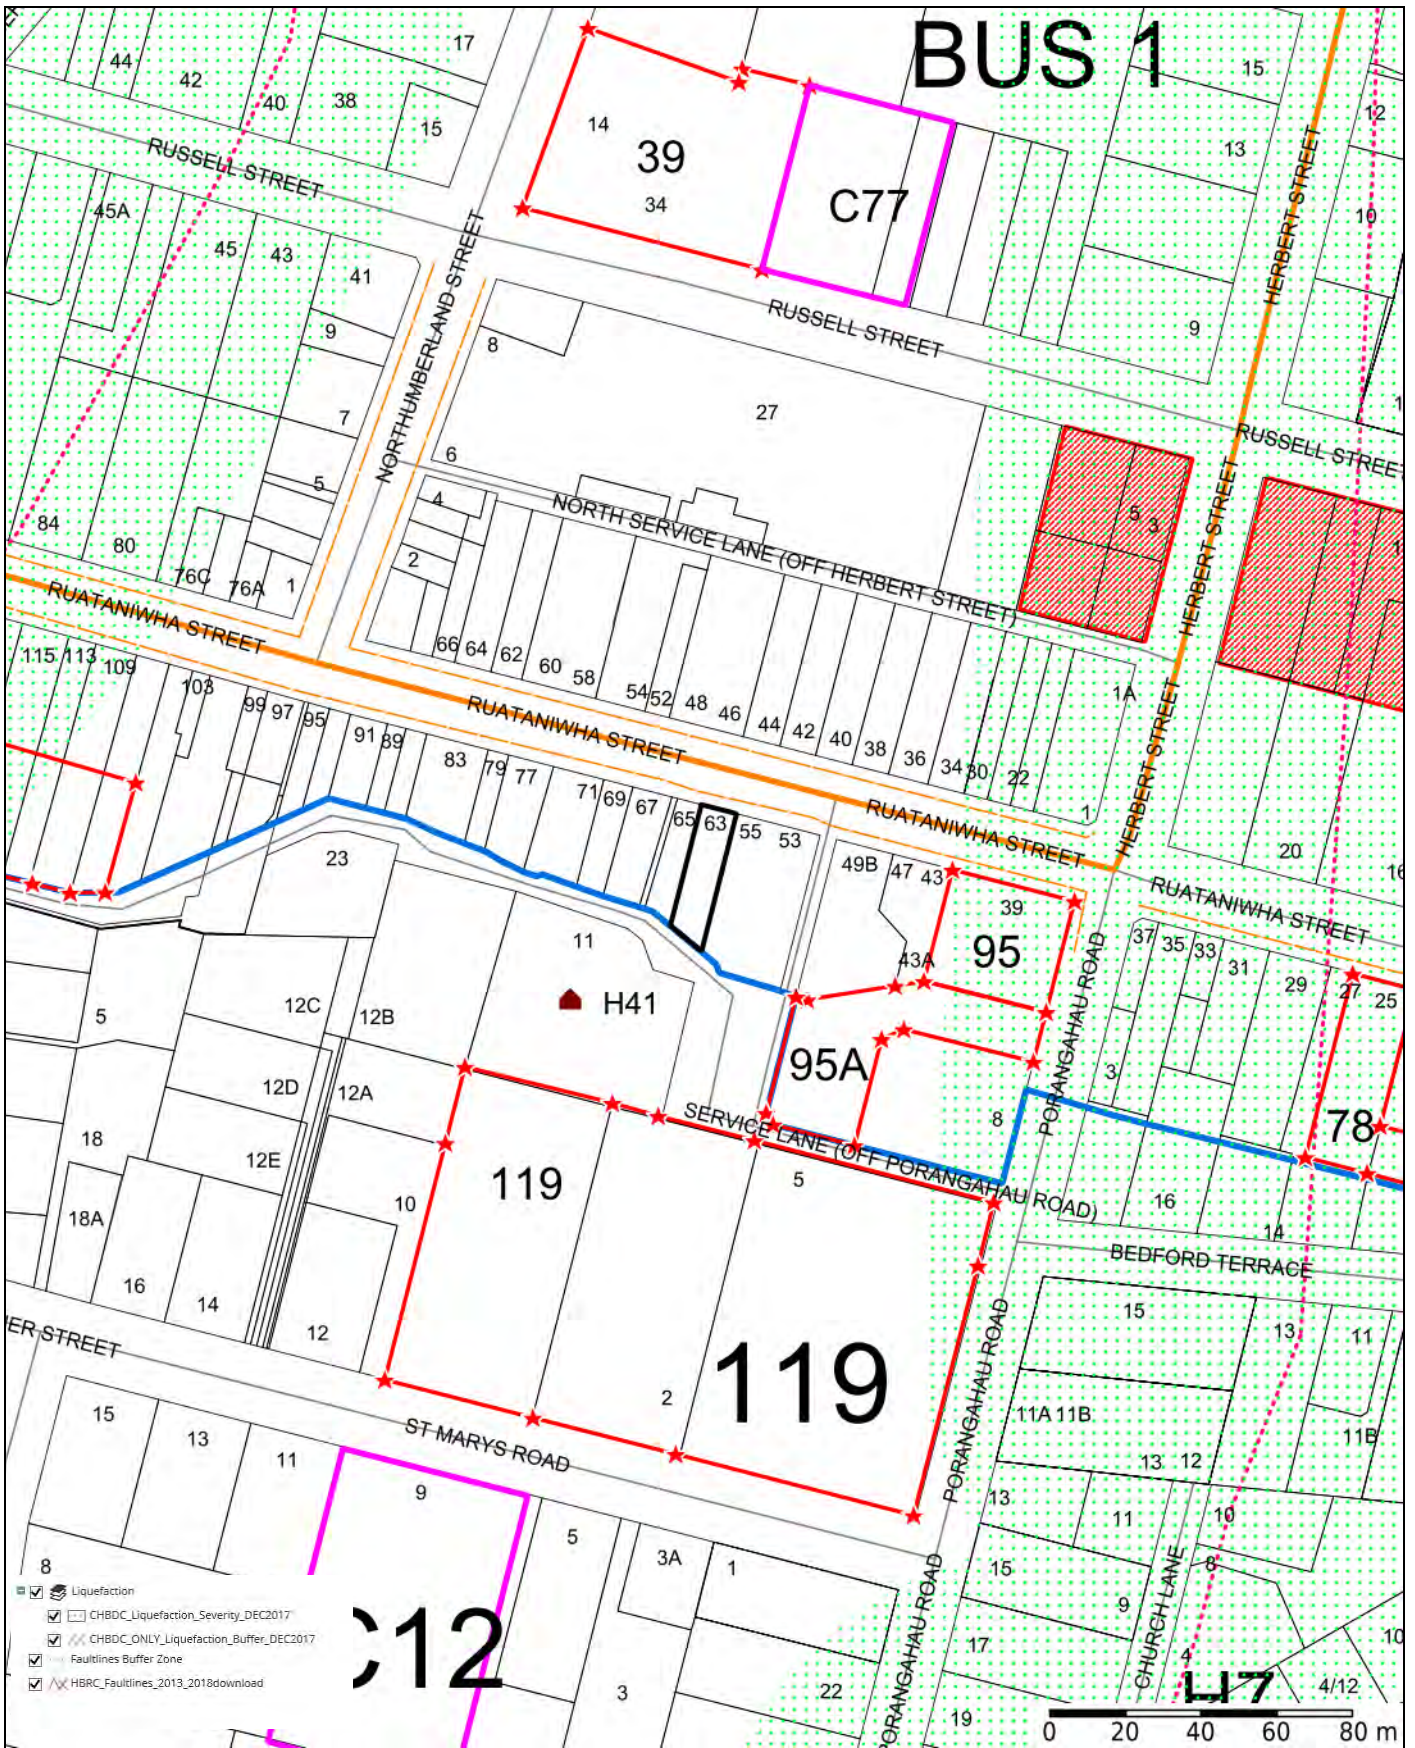 BUS 1
17
44
42
40
38
15
15
12
13
14
39
34
C77
RUSSELL STREET
HERBERT STREET
45A
45
43
41
10
9
9
NORTHUMBERLAND STREET
RUSSELL STREET
8
7
27
RUSSELL STREET
6
5
4
NORTH SERVICE LANE (OFF HERBERT STREET)
5 3
HERBERT STREET
84
80
76C
76A
1
2
RUATANIWHA STREET
66
64
62
60
58
54
52
48
46
44
42
40
38
36
34
30
22
1A
1
115
113
109
103
99
97
95
91
89
83
79
77
71
69
67
65
63
55
53
RUATANIWHA STREET
RUATANIWHA STREET
HERBERT STREET
20
16
RUATANIWHA STREET
23
49B
47
43
39
43A
95
37
35
33
31
29
27
25
11
H41
95A
PORANGAHAU ROAD
5
12C
12B
12D
12A
12E
18
18A
16
14
12
10
SERVICE LANE (OFF PORANGAHAU ROAD)
8
3
78
119
5
16
14
BEDFORD TERRACE
119
2
15
13
11
11A 11B
11B
13
12
PORANGAHAU ROAD
ER STREET
ST MARYS ROAD
15
13
11
9
5
3A
1
3
8
13
11
10
15
9
8
17
4
22
19
10
4/12
CHURCH LANE
PORANGAHAU ROAD
C12
H7
Liquefaction
CHBDC_Liquefaction_Severity_DEC2017
CHBDC_ONLY_Liquefaction_Buffer_DEC2017
Faultlines Buffer Zone
HBRC_Faultlines_2013_2018download
0 20 40 60 80 m